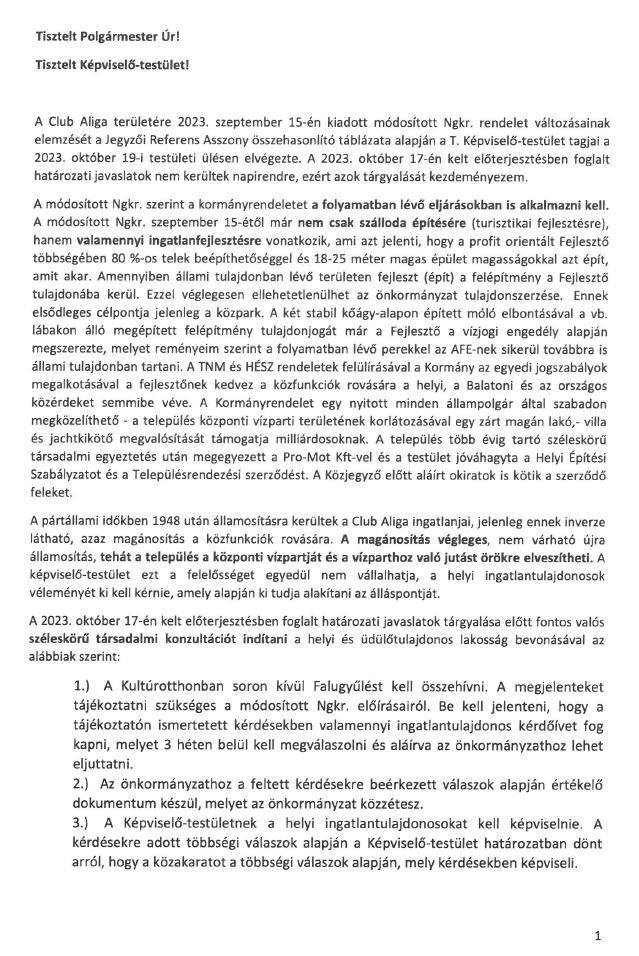 Tisztelt Polgármester Úr!
Tisztelt Képviselő-testület!
A Club Aliga területére 2023. szeptember 15-én kiadott módosított Ngkr. rendelet változásainak
elemzését a Jegyzői Referens Asszony összehasonlító táblázata alapján a T. Képviselő-testület tagjai a
2023. október 19-i testületi ülésen elvégezte. A 2023. október 17-én kelt előterjesztésben foglalt
határozati javaslatok nem kerültek napirendre, ezért azok tárgyalását kezdeményezem.
A módosított Ngkr. szerint a kormányrendeletet a folyamatban lévő eljárásokban is alkalmazni kell.
A módosított Ngkr. szeptember 15-étől már nem csak szálloda építésére (turisztikai fejlesztésre),
hanem valamennyi ingatlanfejlesztésre vonatkozik, ami azt jelenti, hogy a profit orientált Fejlesztő
többségében 80 %-os telek beépíthetőséggel és 18-25 méter magas épület magasságokkal azt épít,
amit akar. Amennyiben állami tulajdonban lévő területen fejleszt (épít) a felépítmény a Fejlesztő
tulajdonába kerül. Ezzel véglegesen ellehetetlenülhet az önkormányzat tulajdonszerzése. Ennek
elsődleges célpontja jelenleg a közpark. A két stabil kőágy-alapon épített móló elbontásával a vb.
lábakon álló megépített felépítmény tulajdonjogát már a Fejlesztő a vízjogi engedély alapján
megszerezte, melyet reményeim szerint a folyamatban lévő perekkel az AFE-nek sikerül továbbra is
állami tulajdonban tartani. A TNM és HÉSZ rendeletek felülírásával a Kormány az egyedi jogszabályok
megalkotásával a fejlesztőnek kedvez a közfunkciók rovására a helyi, a Balatoni és az országos
közérdeket semmibe véve. A Kormányrendelet egy nyitott minden állampolgár által szabadon
megközelíthető - a település központi vízparti területének korlátozásával egy zárt magán lakó,- villa
és jachtkikötő megvalósítását támogatja milliárdosoknak. A település több évig tartó széleskörű
társadalmi egyeztetés után megegyezett a Pro-Mot Kft-vel és a testület jóváhagyta a Helyi Építési
Szabályzatot és a Településrendezési szerződést. A Közjegyző előtt aláírt okiratok is kötik a szerződő
feleket.
A pártállami időkben 1948 után államosításra kerültek a Club Aliga ingatlanjai, jelenleg ennek inverze
látható, azaz magánosítás a közfunkciók rovására. A magánosítás végleges, nem várható újra
államosítás, tehát a település a központi vízpartját és a vízparthoz való jutást örökre elveszítheti. A
képviselő-testület ezt a felelősséget egyedül nem vállalhatja, a helyi ingatlantulajdonosok
véleményét ki kell kérnie, amely alapján ki tudja alakítani az álláspontját.
A 2023. október 17-én kelt előterjesztésben foglalt határozati javaslatok tárgyalása előtt fontos valós
széleskörű társadalmi konzultációt indítani a helyi és üdülőtulajdonos lakosság bevonásával az
alábbiak szerint:
1.) A Kultúrotthonban soron kívül Falugyűlést kell összehívni. A megjelenteket
tájékoztatni szükséges a módosított Ngkr. előírásairól. Be kell jelenteni, hogy a
tájékoztatón ismertetett kérdésekben valamennyi ingatlantulajdonos kérdőívet fog
kapni, melyet 3 héten belül kell megválaszolni és aláírva az önkormányzathoz lehet
eljuttatni.
2.) Az önkormányzathoz a feltett kérdésekre beérkezett válaszok alapján értékelő
dokumentum készül, melyet az önkormányzat közzétesz.
3.) A Képviselő-testületnek a helyi ingatlantulajdonosokat kell képviselnie. A
kérdésekre adott többségi válaszok alapján a Képviselő-testület határozatban dönt
arról, hogy a közakaratot a többségi válaszok alapján, mely kérdésekben képviseli.
1